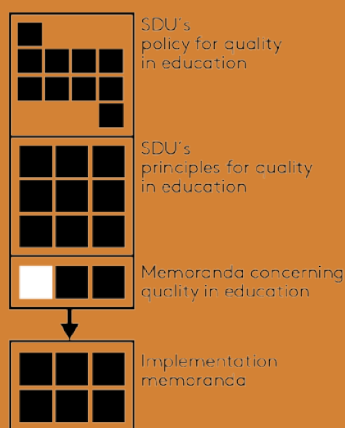 SDU's
policy for quality
in education
SDU's
principles for quality
in education
Memoranda concerning
quality in education
Implementation
memoranda